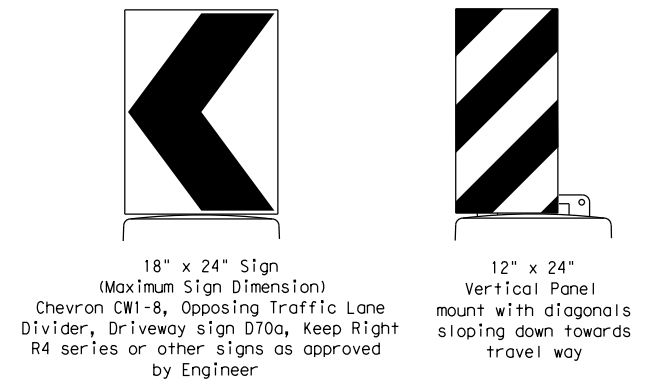 18" x 24" Sign
(Maximum Sign Dimension)
Chevron CW1-8, Opposing Traffic Lane
Divider, Driveway sign D70a, Keep Right
R4 series or other signs as approved
by Engineer
12" x 24"
Vertical Panel
mount with diagonals
sloping down towards
travel way